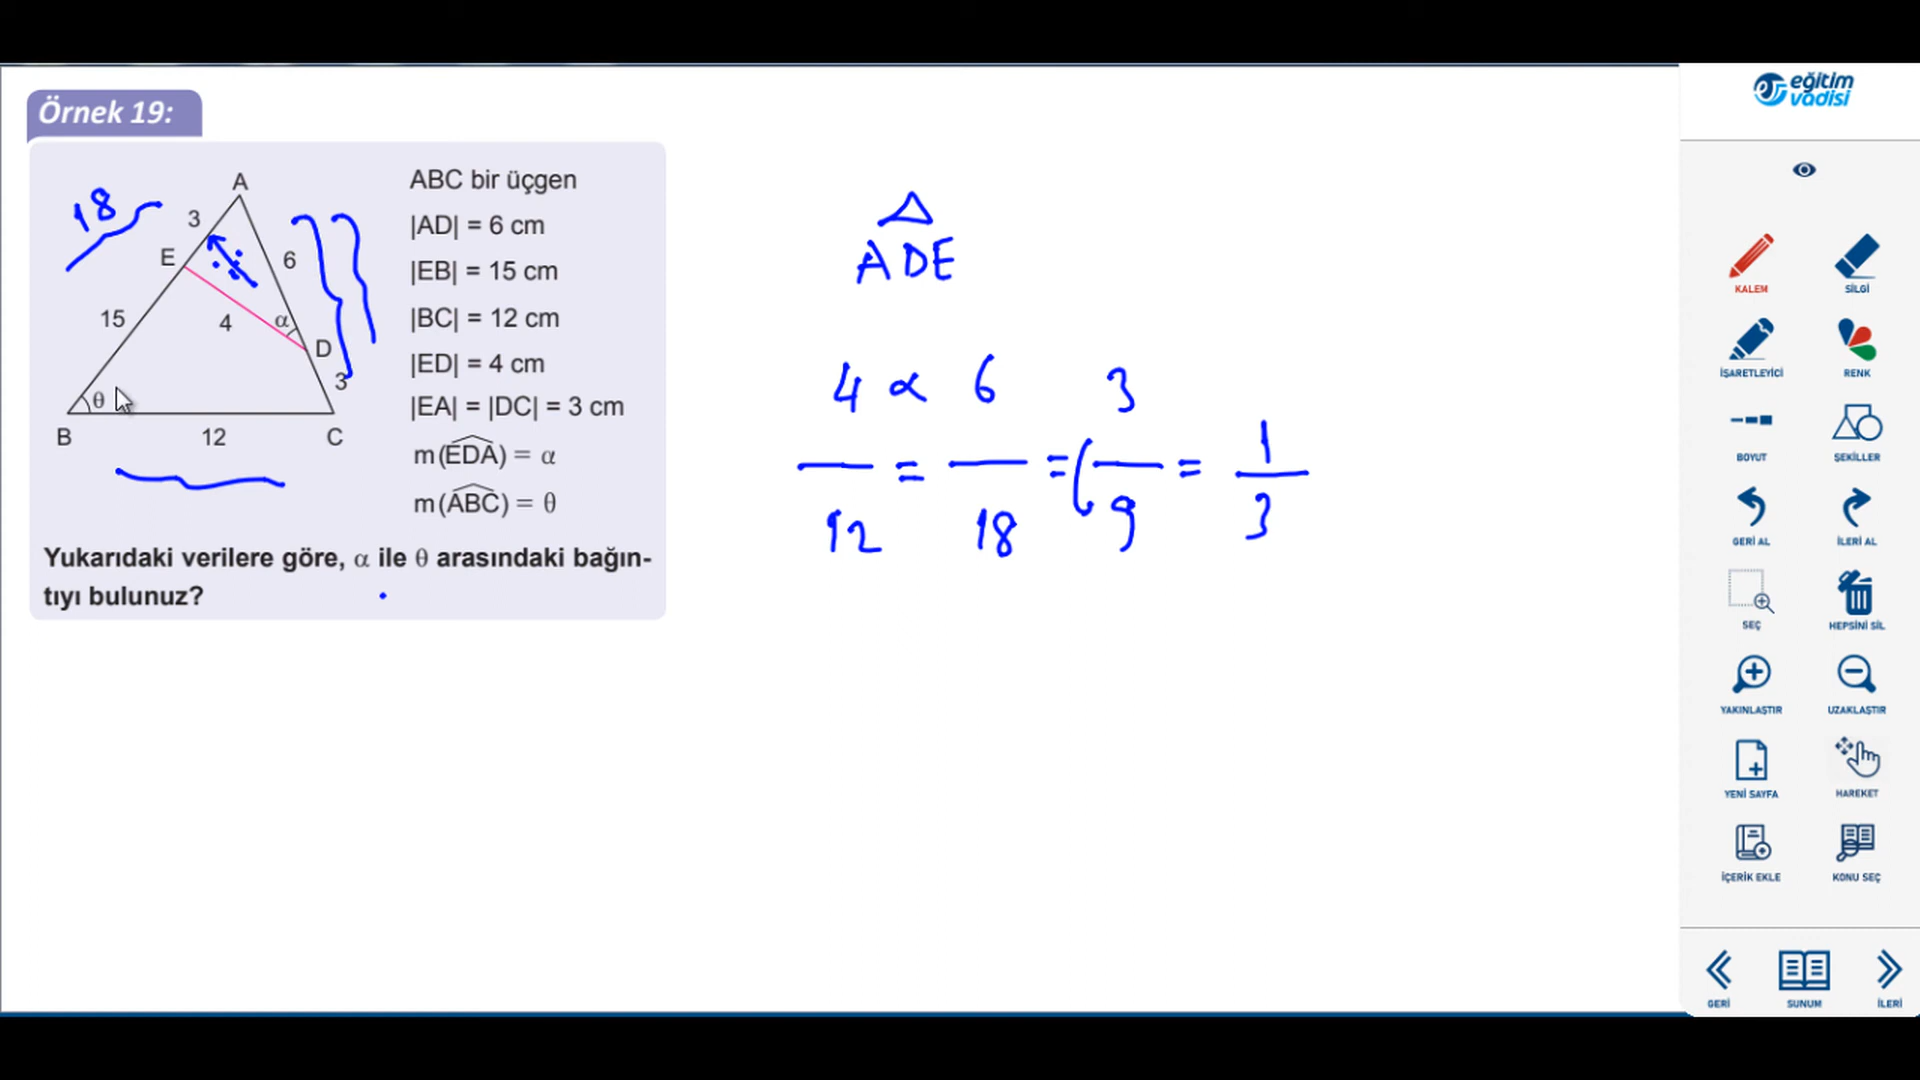 Örnek 19:
A
3
E
6
15
4
α
D
3
θ
B
12
C
18
ABC bir üçgen
|AD| = 6 cm
|EB| = 15 cm
|BC| = 12 cm
|ED| = 4 cm
|EA| = |DC| = 3 cm
m(EDA) = α
m(ABC) = θ
Yukarıdaki verilere göre, α ile θ arasındaki bağın-
tıyı bulunuz?
△
ADE
4 α 6 3
= = = 1
12 18 9 3
eğitim
vadisi
KALEM
SİLGİ
İŞARETLEYİCİ
RENK
BOYUT
ŞEKİLLER
GERİ AL
İLERİ AL
SEÇ
HEPSİNİ SİL
YAKINLAŞTIR
UZAKLAŞTIR
YENİ SAYFA
HAREKET
İÇERİK EKLE
KONU SEÇ
GERİ
SUNUM
İLERİ